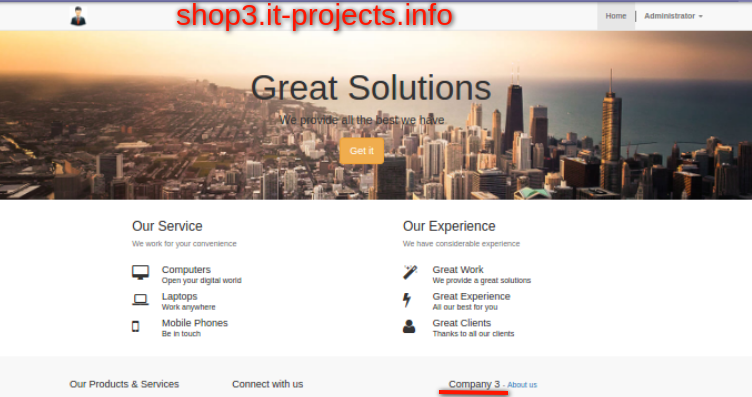 shop3.it-projects.info
Home Administrator
Great Solutions
We provide all the best we have
Get it
Our Service
We work for your convenience
Computers
Open your digital world
Laptops
Work anywhere
Mobile Phones
Be in touch
Our Experience
We have considerable experience
Great Work
We provide a great solutions
Great Experience
All our best for you
Great Clients
Thanks to all our clients
Our Products & Services
Connect with us
Company 3 - About us